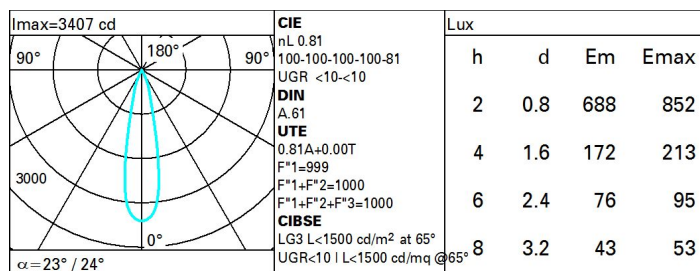 Imax=3407 cd
90° 180° 90°
3000
0°
α=23° / 24°
CIE
nL 0.81
100-100-100-100-81
UGR <10-<10
DIN
A.61
UTE
0.81A+0.00T
F"1=999
F"1+F"2=1000
F"1+F"2+F"3=1000
CIBSE
LG3 L<1500 cd/m² at 65°
UGR<10 | L<1500 cd/mq @65°
Lux
h d Em Emax
2 0.8 688 852
4 1.6 172 213
6 2.4 76 95
8 3.2 43 53